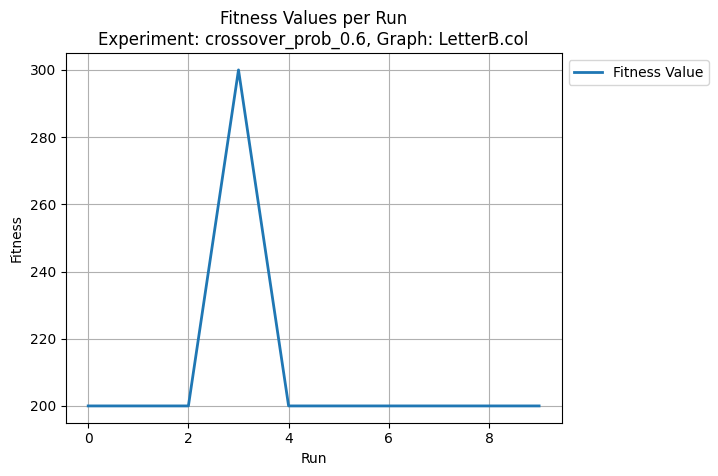 Fitness Values per Run
Experiment: crossover_prob_0.6, Graph: LetterB.col
Fitness Value
300
280
260
240
220
200
Fitness
0 2 4 6 8
Run